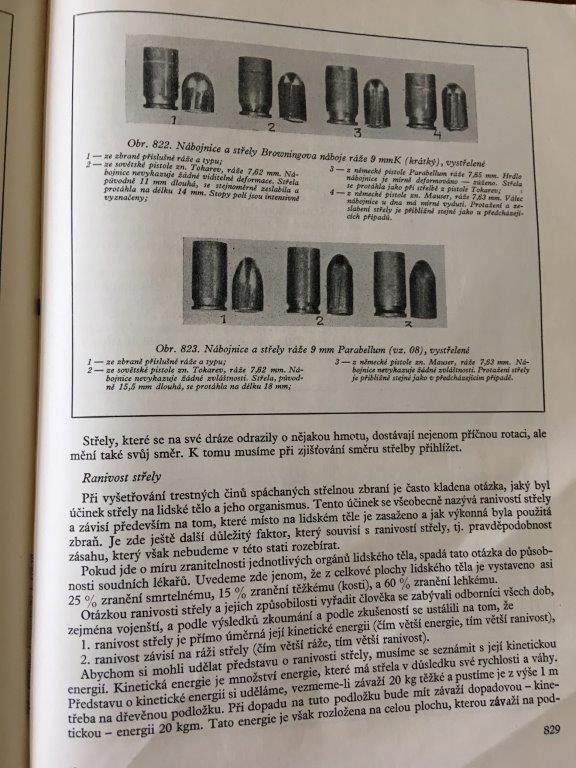 1
2
3
4
Obr. 822. Nábojnice a střely Browningova náboje ráže 9 mmK (krátký), vystřelené
1 — ze zbraně příslušné ráže a typu;
2 — ze sovětské pistole zn. Tokarev, ráže 7,62 mm. Ná-
bojnice nevykazuje žádné viditelné deformace. Střela
původně 11 mm dlouhá, se stejnoměrně zeslabila a
protáhla na délku 14 mm. Stopy polí jsou intensivně
vyznačeny;
3 — z německé pistole Parabellum ráže 7,65 mm. Hrdlo
nábojnice je mírně deformováno — zúženo. Střela
se protáhla jako při střelbě z pistole Tokarev;
4 — z německé pistole zn. Mauser, ráže 7,63 mm. Válec
nábojnice u dna má mírní vydutí. Protažení a ze-
slabení střely je přibližně stejné jako u předcházejí-
cích případů.
1
2
3
Obr. 823. Nábojnice a střely ráže 9 mm Parabellum (vz. 08), vystřelené
1 — ze zbraně příslušné ráže a typu;
2 — ze sovětské pistole zn. Tokarev, ráže 7,62 mm. Ná-
bojnice nevykazuje žádné zvláštnosti. Střela, původ-
ně 15,5 mm dlouhá, se protáhla na délku 18 mm;
3 — z německé pistole zn. Mauser, ráže 7,63 mm. Ná-
bojnice nevykazuje žádné zvláštnosti. Protažení střely
je přibližně stejné jako v předcházejícím případě.
Střely, které se na své dráze odrazily o nějakou hmotu, dostávají nejenom příčnou rotaci, ale
mění také svůj směr. K tomu musíme při zjišťování směru střelby přihlížet.
Ranivost střely
Při vyšetřování trestných činů spáchaných střelnou zbraní je často kladena otázka, jaký byl
účinek střely na lidské tělo a jeho organismus. Tento účinek se všeobecně nazývá ranivostí střely
a závisí především na tom, které místo na lidském těle je zasaženo a jak výkonná byla použitá
zbraň. Je zde ještě další důležitý faktor, který souvisí s ranivostí střely, tj. pravděpodobnost
zásahu, který však nebudeme v této stati rozebírat.
Pokud jde o míru zranitelnosti jednotlivých orgánů lidského těla, spadá tato otázka do působ-
nosti soudních lékařů. Uvedeme zde jenom, že z celkové plochy lidského těla je vystaveno asi
25 % zranění smrtelnému, 15 % zranění těžkému (kosti), a 60 % zranění lehkému.
Otázkou ranivosti střely a jejich způsobilosti vyřadit člověka se zabývali odborníci všech dob,
zejména vojenští, a podle výsledků zkoumání a podle zkušeností se ustálili na tom, že
1. ranivost střely je přímo úměrná její kinetické energii (čím větší energie, tím větší ranivost),
2. ranivost závisí na ráži střely (čím větší ráže, tím větší ranivost).
Abychom si mohli udělat představu o ranivosti střely, musíme se seznámit s její kinetickou
energií. Kinetická energie je množství energie, které má střela v důsledku své rychlosti a váhy.
Představu o kinetické energii si uděláme, vezmeme-li závaží 20 kg těžké a pustíme je z výše 1 m
třeba na dřevěnou podložku. Při dopadu na tuto podložku bude mít závaží dopadovou – kine-
tickou – energii 20 kgm. Tato energie je však rozložena na celou plochu, kterou závaží na pod-
829